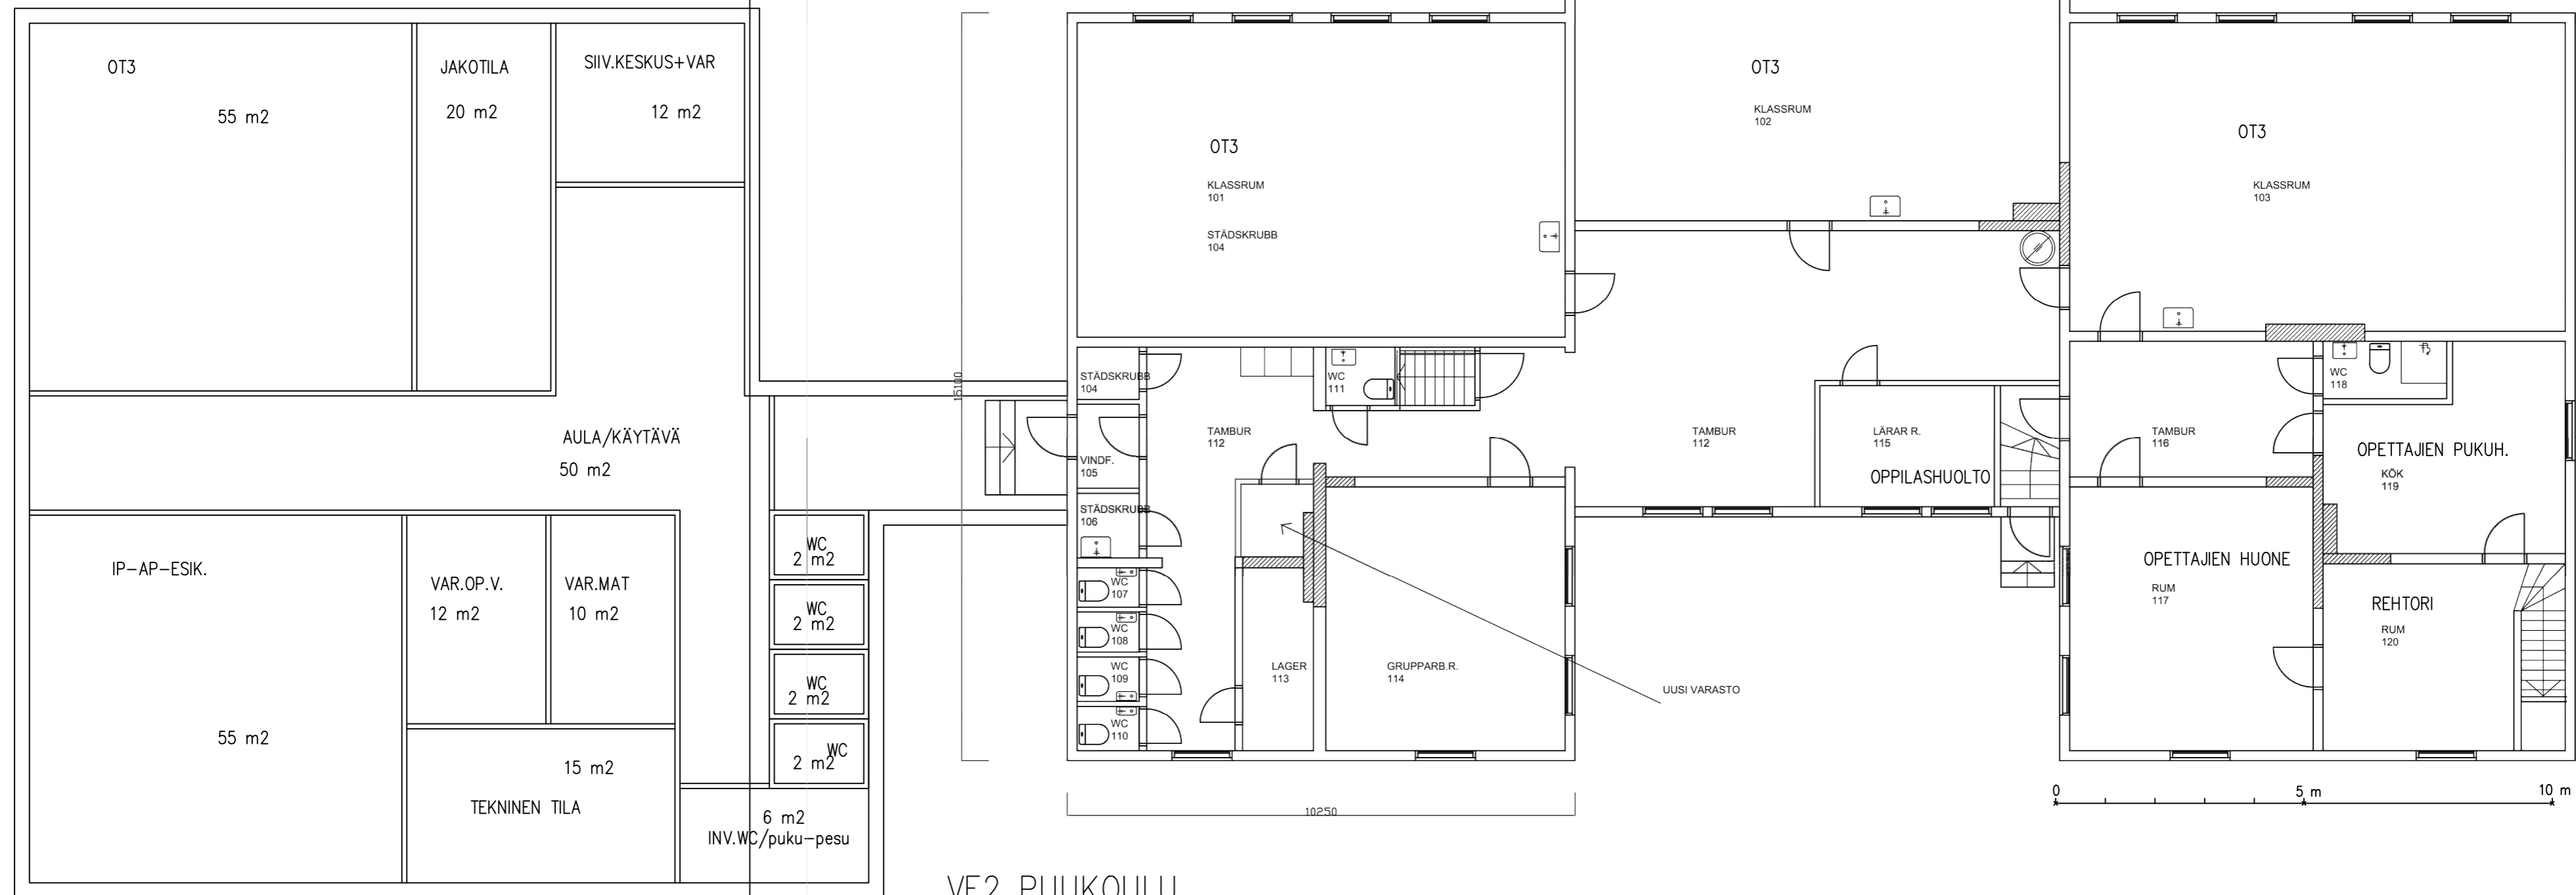 OT3
55 m2
JAKOTILA
20 m2
SIIV.KESKUS+VAR
12 m2
AULA/KÄYTÄVÄ
50 m2
IP-AP-ESIK.
55 m2
VAR.OP.V.
12 m2
VAR.MAT
10 m2
15 m2
TEKNINEN TILA
WC
2 m2
WC
2 m2
WC
2 m2
WC
2 m2
6 m2
INV.WC/puku-pesu
15100
OT3
KLASSRUM
101
STÄDSKRUBB
104
STÄDSKRUBB
104
VINDF.
105
STÄDSKRUBB
106
WC
107
WC
108
WC
109
WC
110
WC
111
TAMBUR
112
LAGER
113
GRUPPARB.R.
114
UUSI VARASTO
10250
OT3
KLASSRUM
102
TAMBUR
112
LÄRAR R.
115
OPPILASHUOLTO
OT3
KLASSRUM
103
TAMBUR
116
WC
118
OPETTAJIEN PUKUH.
KÖK
119
OPETTAJIEN HUONE
RUM
117
REHTORI
RUM
120
0 5 m 10 m
VE2 PUUKOULU